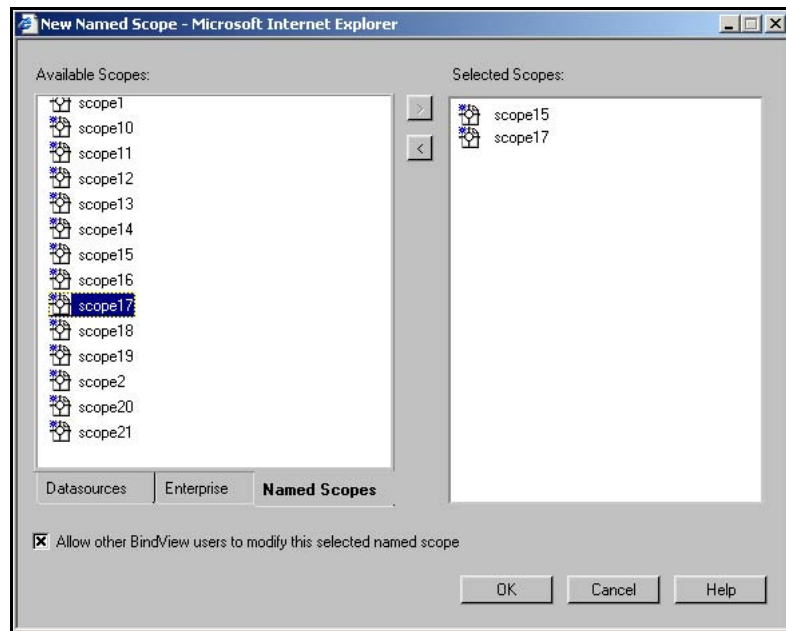 New Named Scope - Microsoft Internet Explorer
Available Scopes:
scope1
scope10
scope11
scope12
scope13
scope14
scope15
scope16
scope17
scope18
scope19
scope2
scope20
scope21
Datasources Enterprise Named Scopes
>
<
Selected Scopes:
scope15
scope17
Allow other BindView users to modify this selected named scope
OK Cancel Help